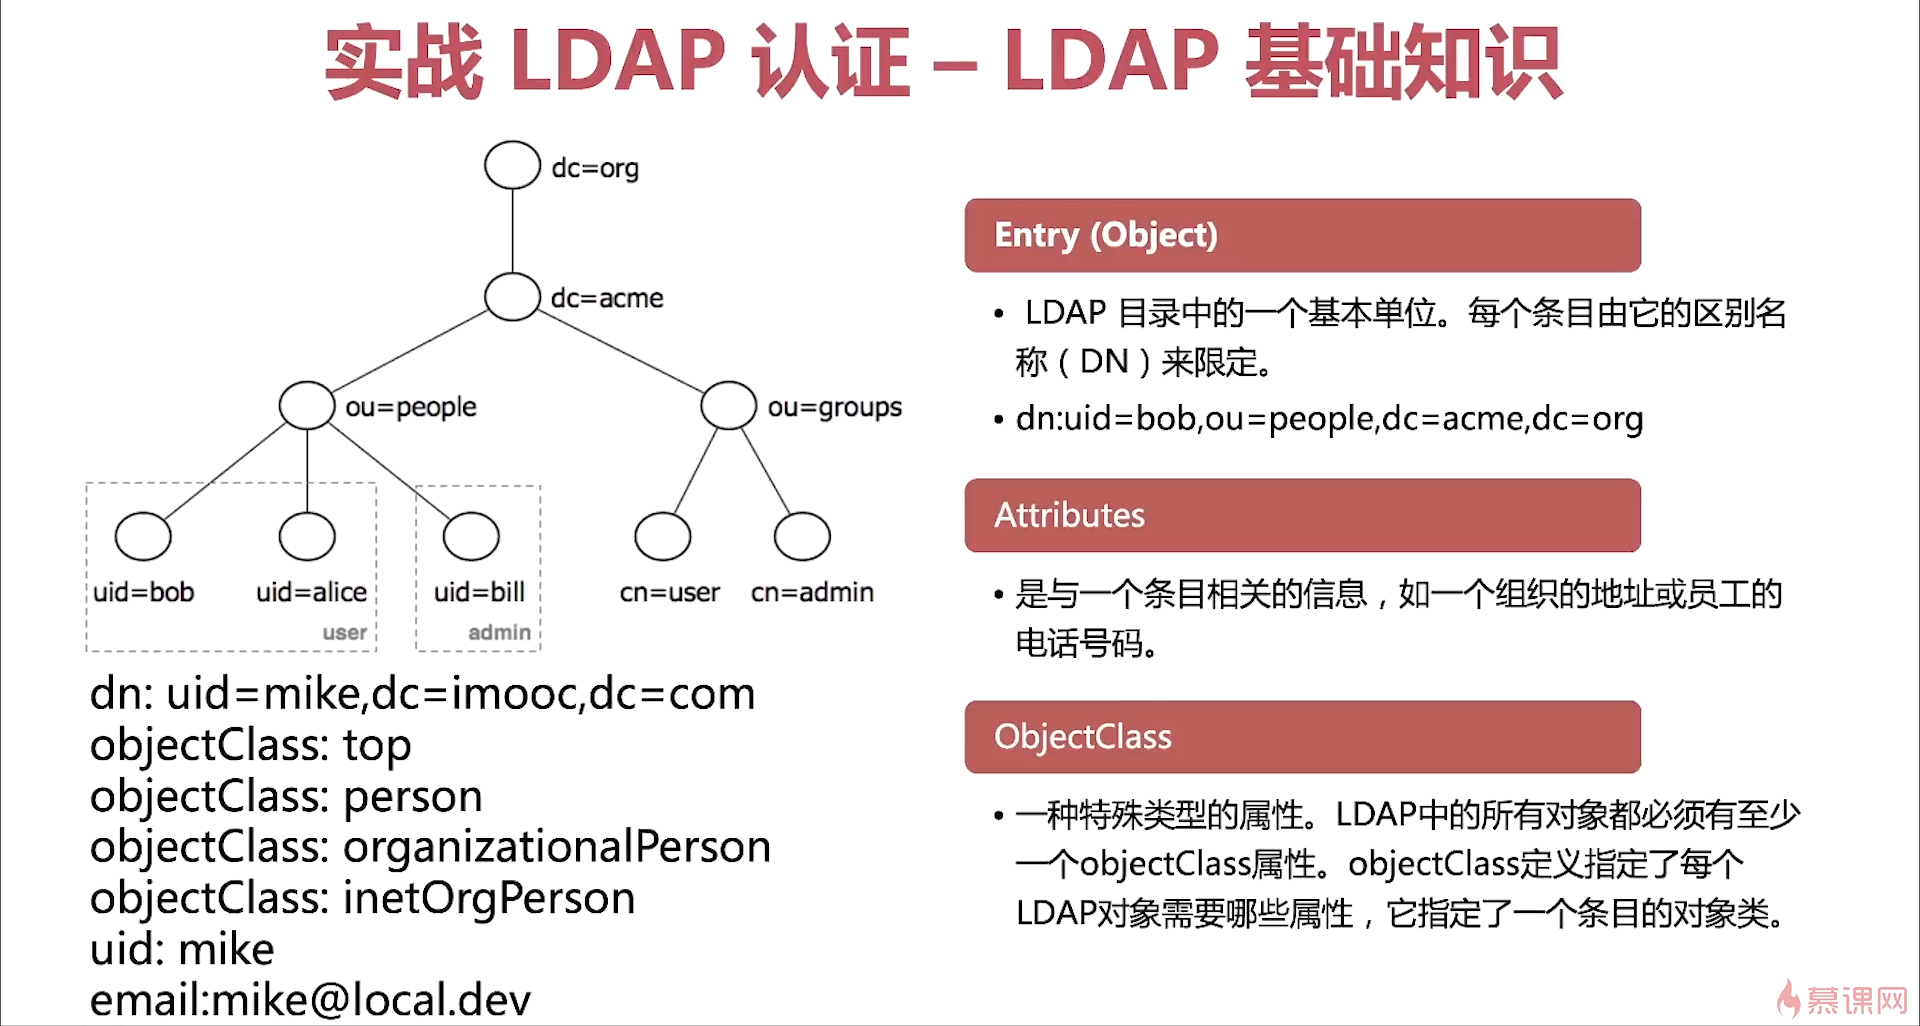 实战 LDAP 认证 – LDAP 基础知识
dc=org
dc=acme
ou=people
ou=groups
uid=bob
uid=alice
uid=bill
cn=user
cn=admin
user
admin
dn: uid=mike,dc=imooc,dc=com
objectClass: top
objectClass: person
objectClass: organizationalPerson
objectClass: inetOrgPerson
uid: mike
email:mike@local.dev
Entry (Object)
• LDAP 目录中的一个基本单位。每个条目由它的区别名
称（DN）来限定。
• dn:uid=bob,ou=people,dc=acme,dc=org
Attributes
• 是与一个条目相关的信息，如一个组织的地址或员工的
电话号码。
ObjectClass
• 一种特殊类型的属性。LDAP中的所有对象都必须有至少
一个objectClass属性。objectClass定义指定了每个
LDAP对象需要哪些属性，它指定了一个条目的对象类。
慕课网